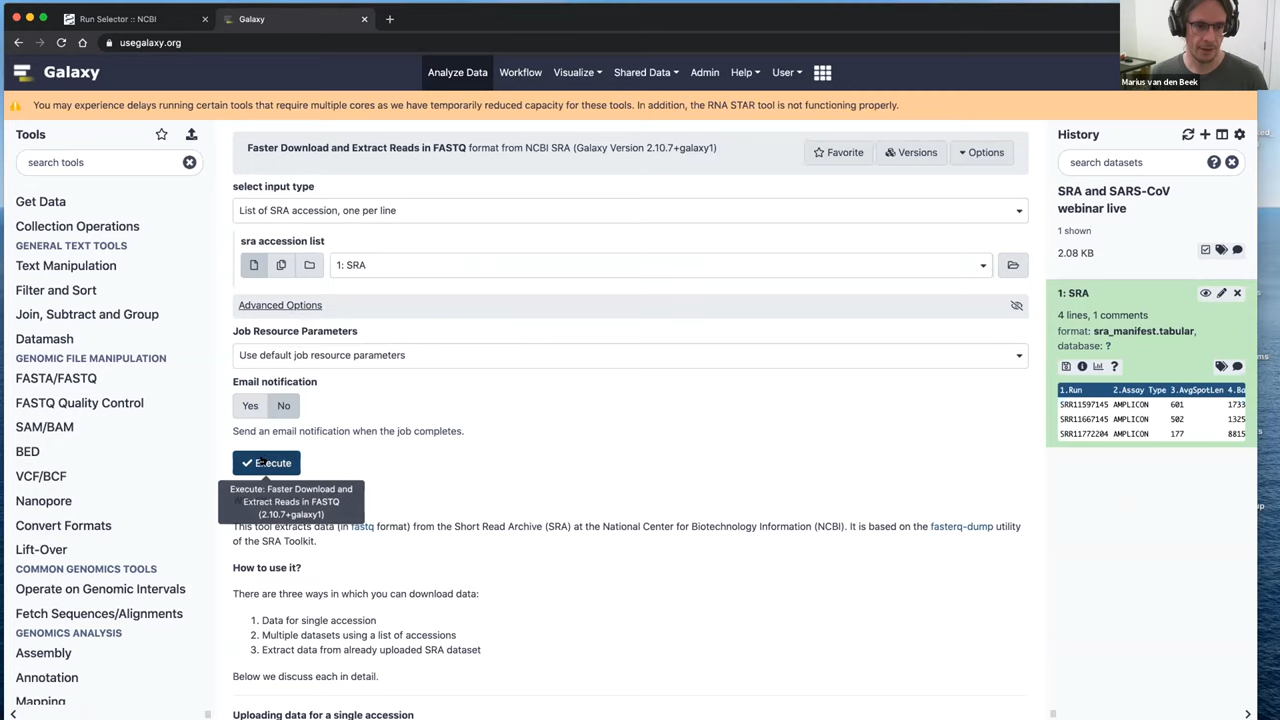 Run Selector :: NCBI
Galaxy
usegalaxy.org
Galaxy
Analyze Data
Workflow
Visualize
Shared Data
Admin
Help
User
Marius van den Beek
You may experience delays running certain tools that require multiple cores as we have temporarily reduced capacity for these tools. In addition, the RNA STAR tool is not functioning properly.
Tools
search tools
Get Data
Collection Operations
GENERAL TEXT TOOLS
Text Manipulation
Filter and Sort
Join, Subtract and Group
Datamash
GENOMIC FILE MANIPULATION
FASTA/FASTQ
FASTQ Quality Control
SAM/BAM
BED
VCF/BCF
Nanopore
Convert Formats
Lift-Over
COMMON GENOMICS TOOLS
Operate on Genomic Intervals
Fetch Sequences/Alignments
GENOMICS ANALYSIS
Assembly
Annotation
Mapping
Faster Download and Extract Reads in FASTQ format from NCBI SRA (Galaxy Version 2.10.7+galaxy1)
Favorite
Versions
Options
select input type
List of SRA accession, one per line
sra accession list
1: SRA
Advanced Options
Job Resource Parameters
Use default job resource parameters
Email notification
Yes
No
Send an email notification when the job completes.
Execute
Execute: Faster Download and
Extract Reads in FASTQ
(2.10.7+galaxy1)
This tool extracts data (in fastq format) from the Short Read Archive (SRA) at the National Center for Biotechnology Information (NCBI). It is based on the fasterq-dump utility
of the SRA Toolkit.
How to use it?
There are three ways in which you can download data:
1. Data for single accession
2. Multiple datasets using a list of accessions
3. Extract data from already uploaded SRA dataset
Below we discuss each in detail.
Uploading data for a single accession
History
search datasets
SRA and SARS-CoV
webinar live
1 shown
2.08 KB
1: SRA
4 lines, 1 comments
format: sra_manifest.tabular,
database: ?
1.Run 2.Assay Type 3.AvgSpotLen 4.Ba
SRR11597145 AMPLICON 601 1733
SRR11667145 AMPLICON 502 1325
SRR11772204 AMPLICON 177 8815